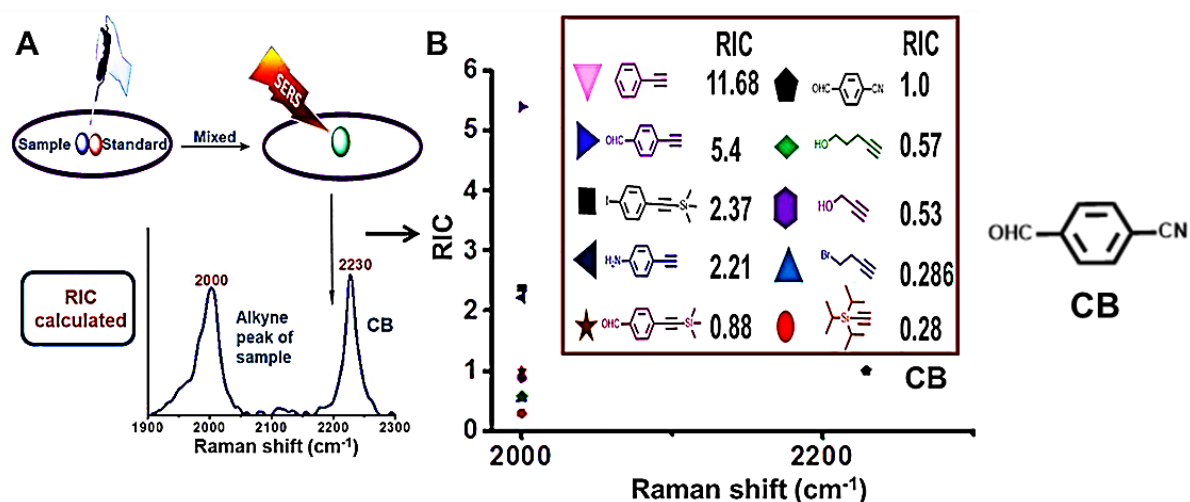 A
Sample
Standard
Mixed
SERS
RIC
calculated
2000
2230
Alkyne
peak of
sample
CB
1900
2000
2100
2200
2300
Raman shift (cm⁻¹)
B
RIC
6
5
4
3
2
1
0
2000
2200
Raman shift (cm⁻¹)
RIC
RIC
11.68
OHC
CN
1.0
OHC
5.4
HO
0.57
I
Si
2.37
HO
0.53
H₂N
2.21
Br
0.286
OHC
Si
0.88
Si
0.28
CB
OHC
CN
CB